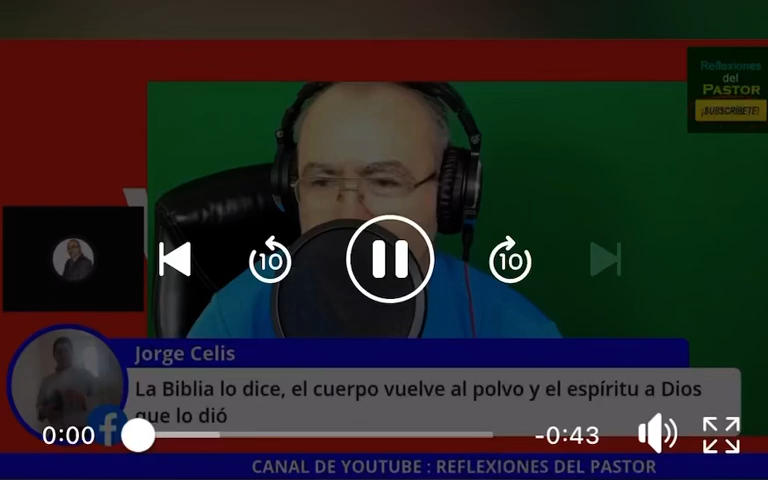 Reflexiones
del
PASTOR
¡SUBSCRÍBETE!
10
10
Jorge Celis
La Biblia lo dice, el cuerpo vuelve al polvo y el espíritu a Dios
que lo dió
0:00
-0:43
CANAL DE YOUTUBE : REFLEXIONES DEL PASTOR